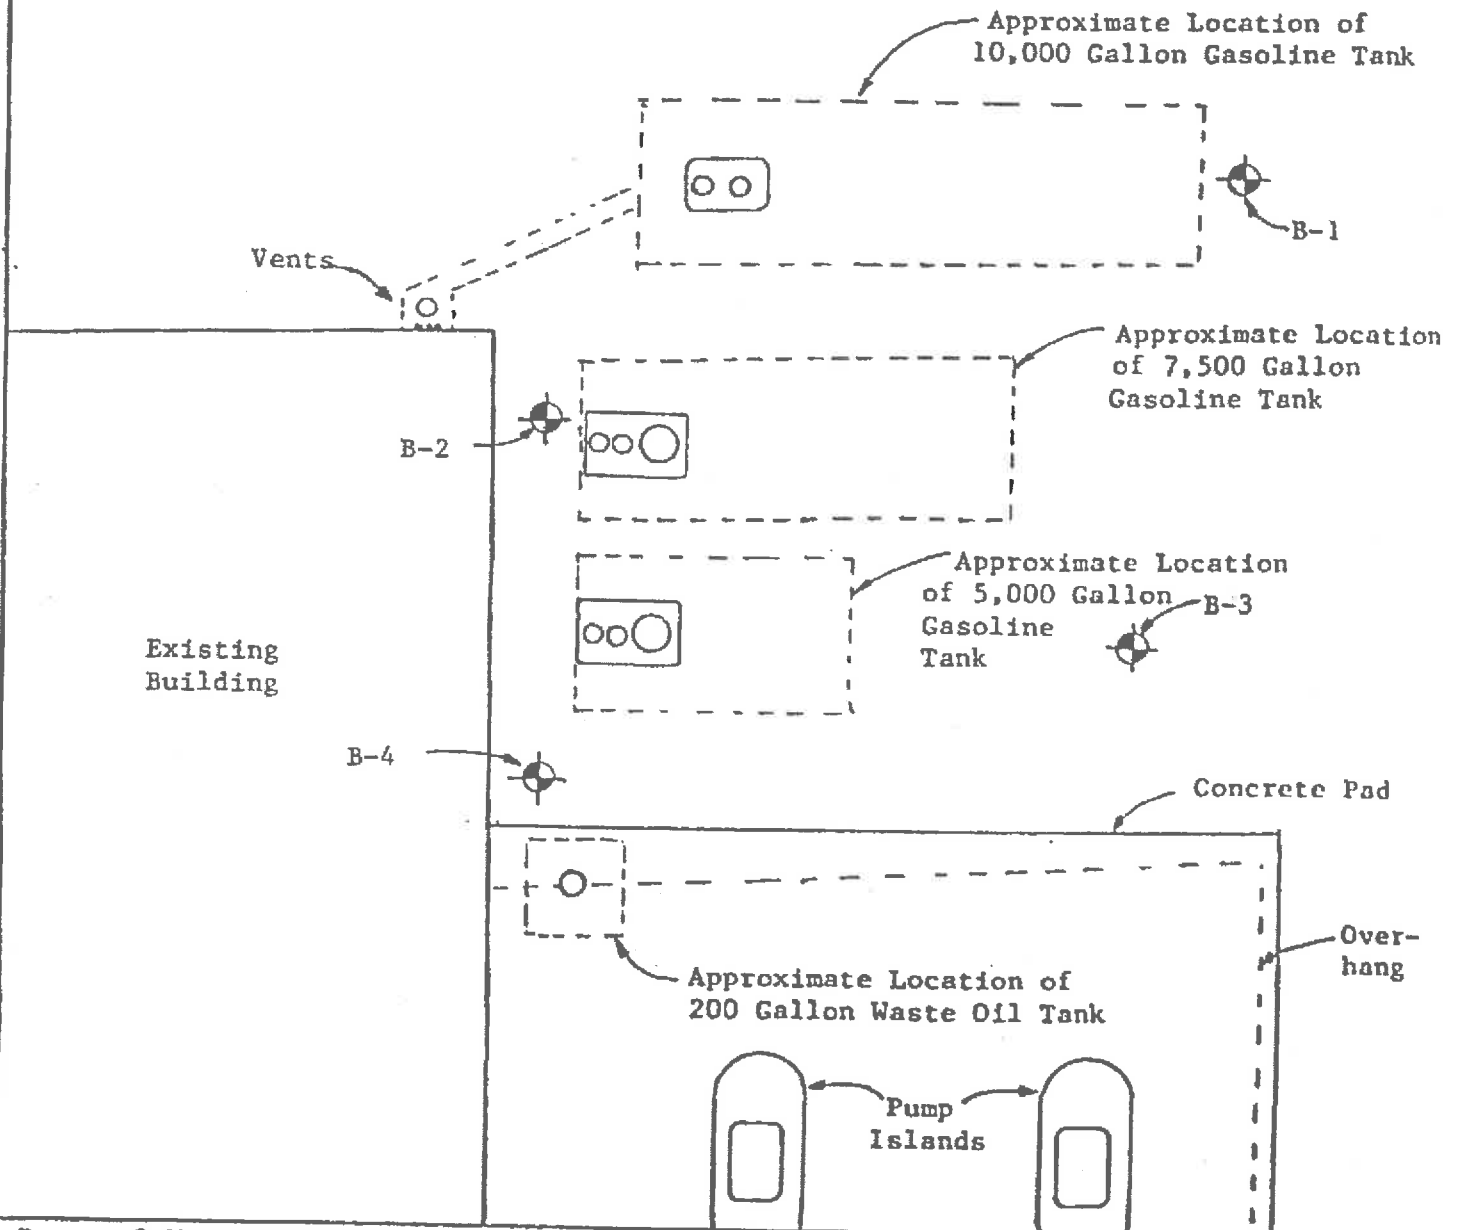 Approximate Location of
10,000 Gallon Gasoline Tank
B-1
Vents
Approximate Location
of 7,500 Gallon
Gasoline Tank
B-2
Approximate Location
of 5,000 Gallon
Gasoline
Tank
B-3
Existing
Building
B-4
Concrete Pad
Over-
hang
Approximate Location of
200 Gallon Waste Oil Tank
Pump
Islands